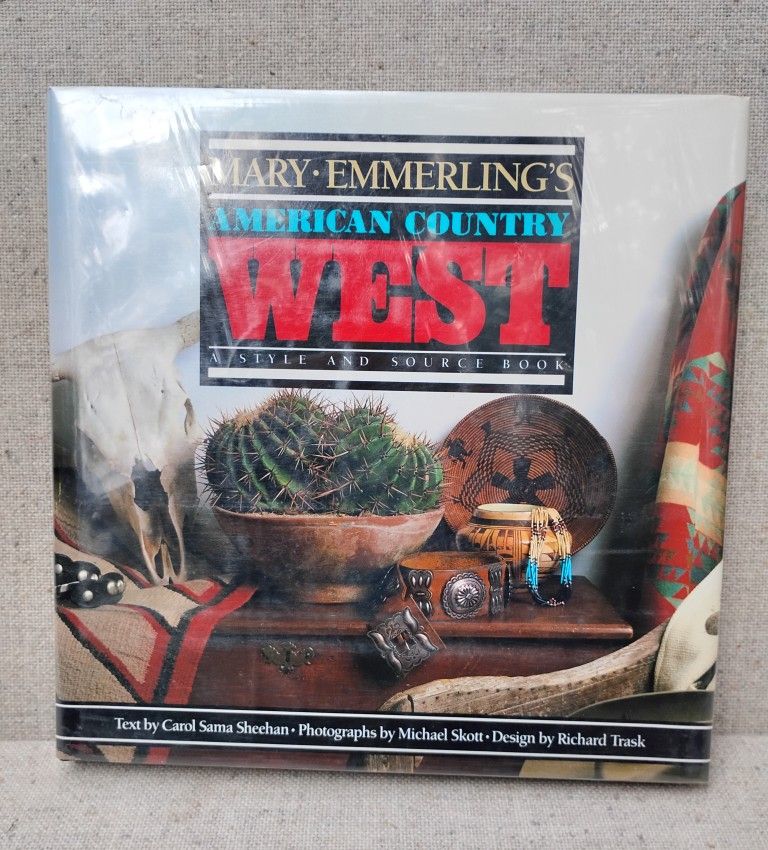 MARY • EMMERLING'S
AMERICAN COUNTRY
WEST
A STYLE AND SOURCE BOOK
Text by Carol Sama Sheehan • Photographs by Michael Skott • Design by Richard Trask